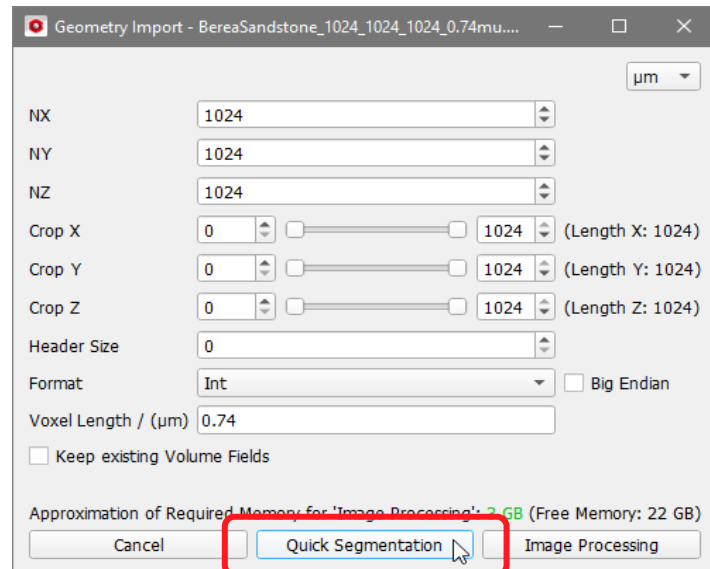 Geometry Import - BereaSandstone_1024_1024_1024_0.74mu....
µm
NX 1024
NY 1024
NZ 1024
Crop X 0 1024 (Length X: 1024)
Crop Y 0 1024 (Length Y: 1024)
Crop Z 0 1024 (Length Z: 1024)
Header Size 0
Format Int Big Endian
Voxel Length / (µm) 0.74
Keep existing Volume Fields
Approximation of Required Memory for 'Image Processing': 3 GB (Free Memory: 22 GB)
Cancel Quick Segmentation Image Processing